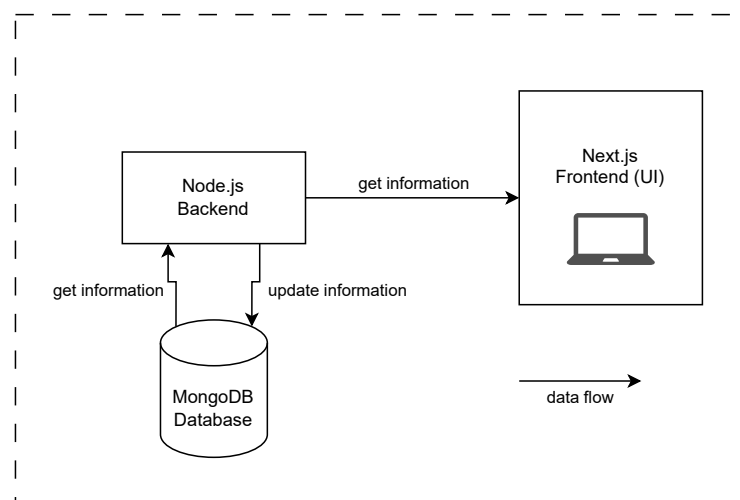 Next.js
Frontend (UI)
Node.js
Backend
get information
get information
update information
MongoDB
Database
data flow